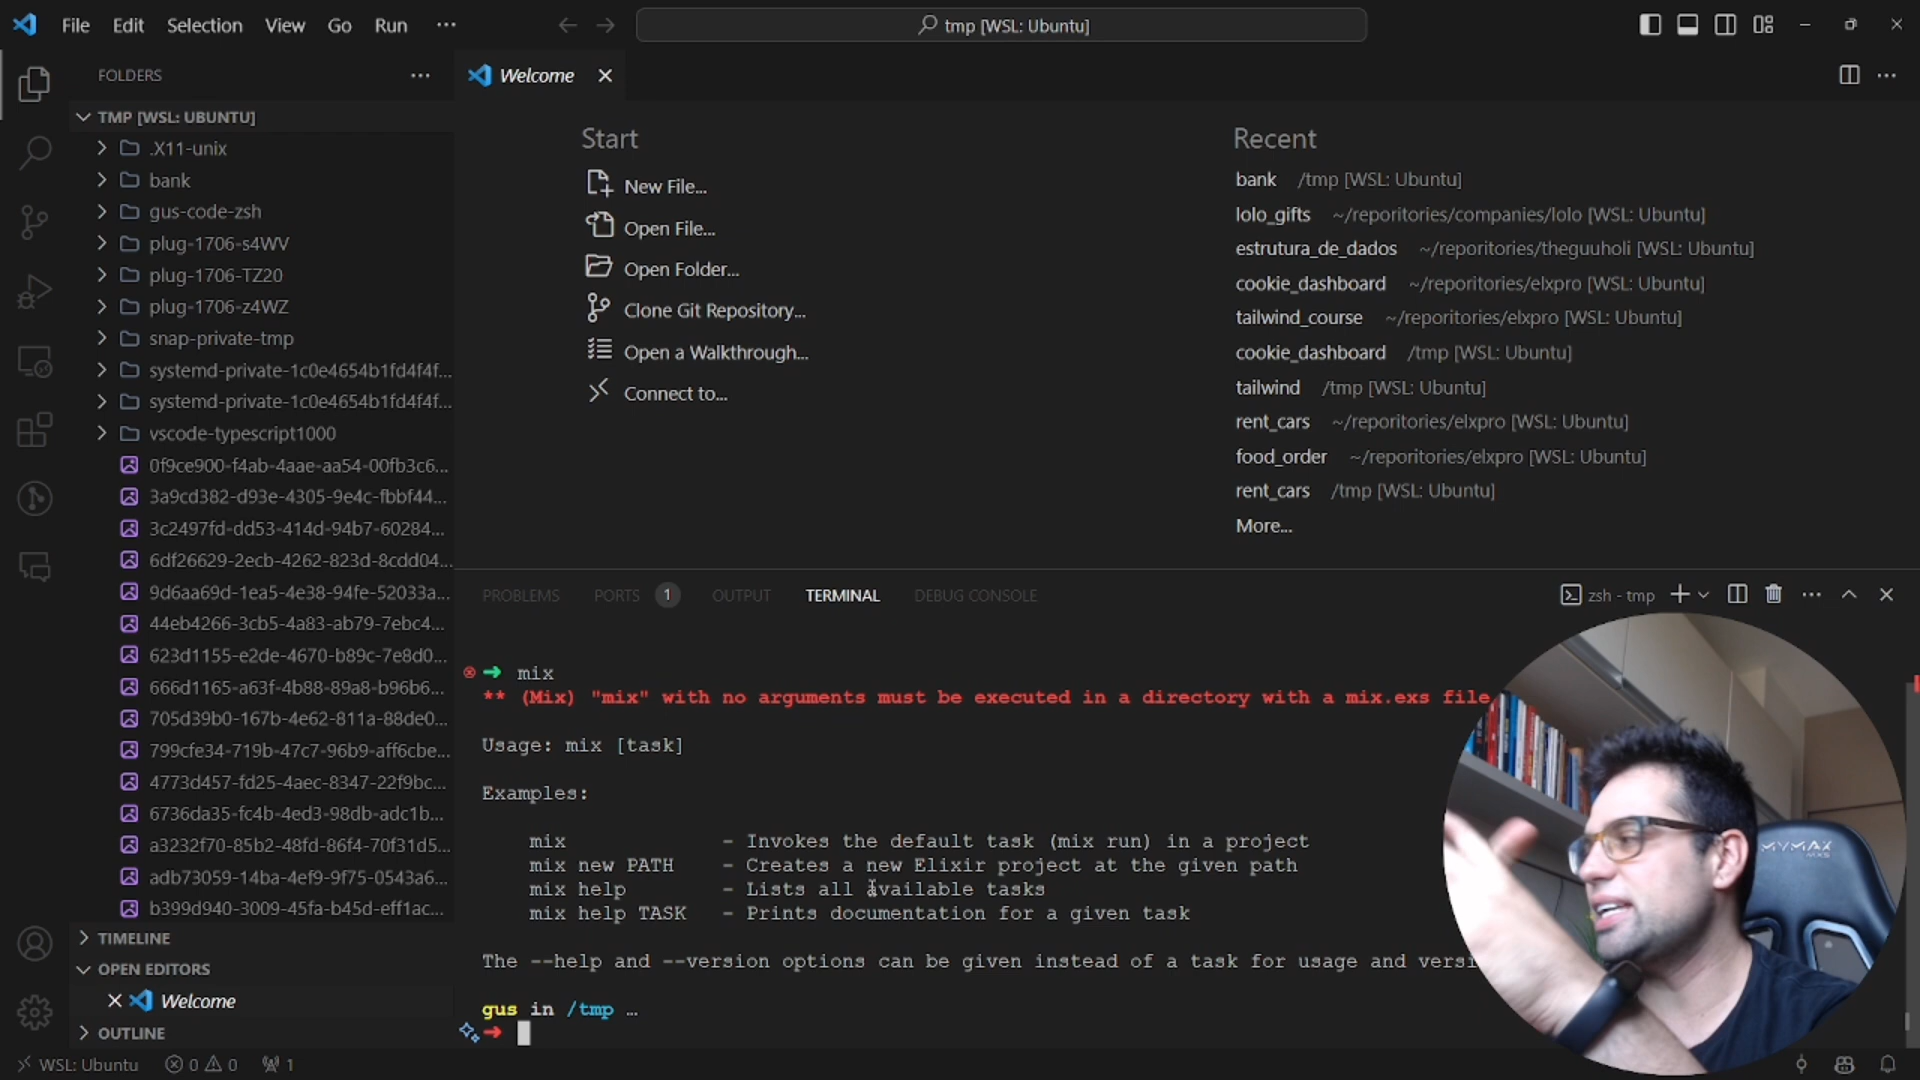 File Edit Selection View Go Run ···
tmp [WSL: Ubuntu]
FOLDERS
Welcome
TMP [WSL: UBUNTU]
.X11-unix
bank
gus-code-zsh
plug-1706-s4WV
plug-1706-TZ20
plug-1706-z4WZ
snap-private-tmp
systemd-private-1c0e4654b1fd4f4f...
systemd-private-1c0e4654b1fd4f4f...
vscode-typescript1000
0f9ce900-f4ab-4aae-aa54-00fb3c6...
3a9cd382-d93e-4305-9e4c-fbbf44...
3c2497fd-dd53-414d-94b7-60284...
6df26629-2ecb-4262-823d-8cdd04...
9d6aa69d-1ea5-4e38-94fe-52033a...
44eb4266-3cb5-4a83-ab79-7ebc4...
623d1155-e2de-4670-b89c-7e8d0...
666d1165-a63f-4b88-89a8-b96b6...
705d39b0-167b-4e62-811a-88de0...
799cfe34-719b-47c7-96b9-aff6cbe...
4773d457-fd25-4aec-8347-22f9bc...
6736da35-fc4b-4ed3-98db-adc1b...
a3232f70-85b2-48fd-86f4-70f31d5...
adb73059-14ba-4ef9-9f75-0543a6...
b399d940-3009-45fa-b45d-eff1ac...
TIMELINE
OPEN EDITORS
Welcome
OUTLINE
Start
New File...
Open File...
Open Folder...
Clone Git Repository...
Open a Walkthrough...
Connect to...
Recent
bank /tmp [WSL: Ubuntu]
lolo_gifts ~/reporitories/companies/lolo [WSL: Ubuntu]
estrutura_de_dados ~/reporitories/theguuholi [WSL: Ubuntu]
cookie_dashboard ~/reporitories/elxpro [WSL: Ubuntu]
tailwind_course ~/reporitories/elxpro [WSL: Ubuntu]
cookie_dashboard /tmp [WSL: Ubuntu]
tailwind /tmp [WSL: Ubuntu]
rent_cars ~/reporitories/elxpro [WSL: Ubuntu]
food_order ~/reporitories/elxpro [WSL: Ubuntu]
rent_cars /tmp [WSL: Ubuntu]
More...
PROBLEMS PORTS 1 OUTPUT TERMINAL DEBUG CONSOLE
zsh - tmp
mix
** (Mix) "mix" with no arguments must be executed in a directory with a mix.exs file
Usage: mix [task]
Examples:
mix - Invokes the default task (mix run) in a project
mix new PATH - Creates a new Elixir project at the given path
mix help - Lists all available tasks
mix help TASK - Prints documentation for a given task
The --help and --version options can be given instead of a task for usage and versi
gus in /tmp …
MYMAX
WSL: Ubuntu 0 0 1